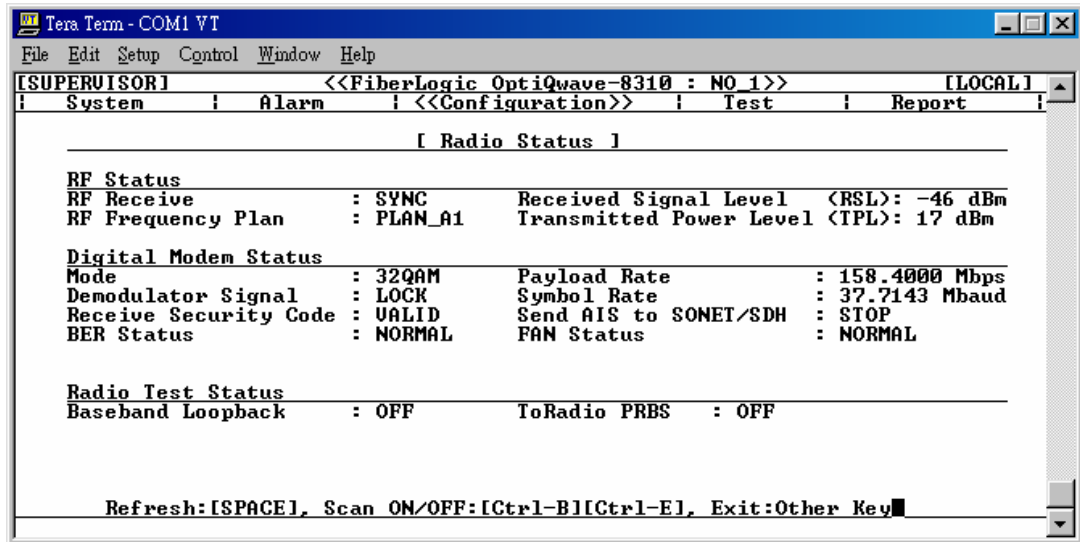 Tera Term - COM1 VT
File Edit Setup Control Window Help
[SUPERVISOR] <<FiberLogic OptiQwave-8310 : NO_1>> [LOCAL]
¦ System ¦ Alarm ¦ <<Configuration>> ¦ Test ¦ Report ¦
[ Radio Status ]
RF Status
RF Receive : SYNC Received Signal Level (RSL): -46 dBm
RF Frequency Plan : PLAN_A1 Transmitted Power Level (TPL): 17 dBm
Digital Modem Status
Mode : 32QAM Payload Rate : 158.4000 Mbps
Demodulator Signal : LOCK Symbol Rate : 37.7143 Mbaud
Receive Security Code : VALID Send AIS to SONET/SDH : STOP
BER Status : NORMAL FAN Status : NORMAL
Radio Test Status
Baseband Loopback : OFF ToRadio PRBS : OFF
Refresh:[SPACE], Scan ON/OFF:[Ctrl-B][Ctrl-E], Exit:Other Key